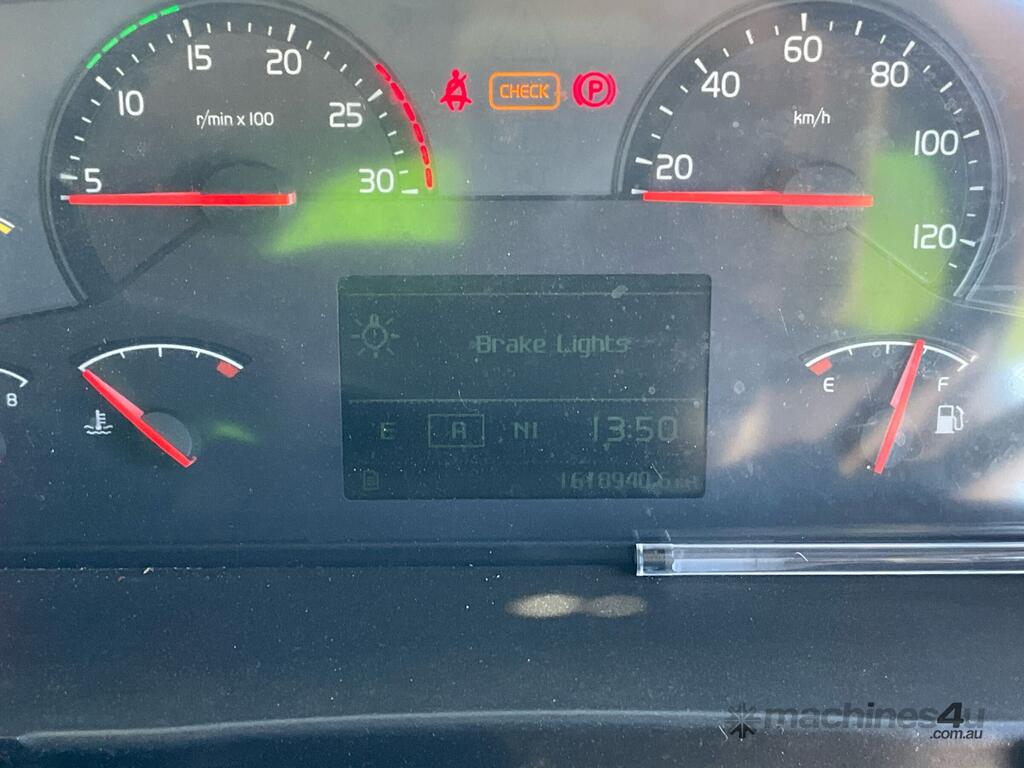 5
10
15
20
25
30
r/min x 100
CHECK
P
20
40
60
80
100
120
km/h
B
Brake Lights
E A N1 13:50
E
F
machines4u
.com.au